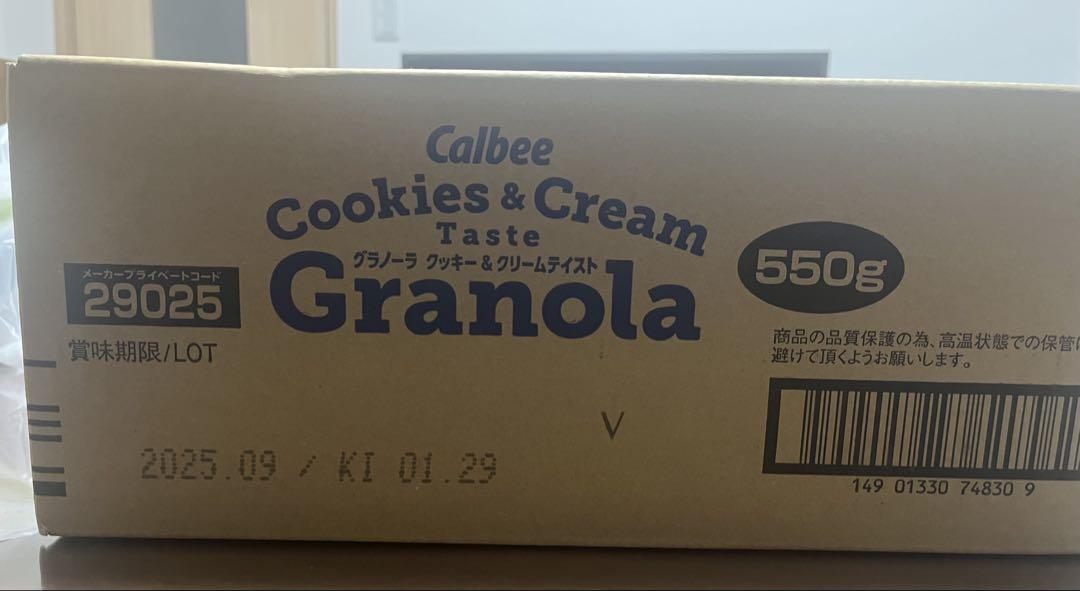 Calbee
Cookies & Cream
Taste
グラノーラ クッキー&クリームテイスト
Granola
550g
メーカープライベートコード
29025
賞味期限/LOT
商品の品質保護の為、高温状態での保管は
避けて頂くようお願いします。
V
2025.09 / KI 01.29
149 01330 74830 9